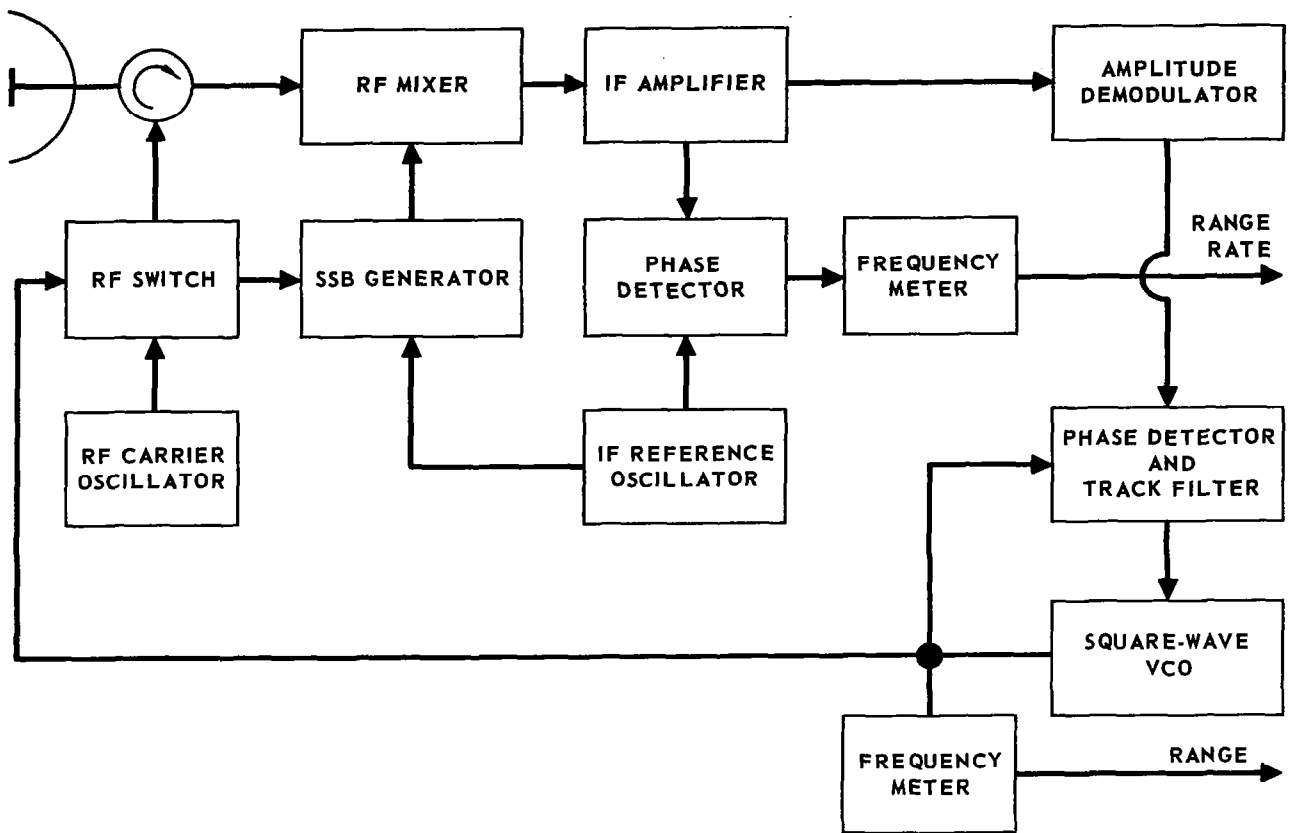 RF MIXER
IF AMPLIFIER
AMPLITUDE
DEMODULATOR
RF SWITCH
SSB GENERATOR
PHASE
DETECTOR
FREQUENCY
METER
RANGE
RATE
RF CARRIER
OSCILLATOR
IF REFERENCE
OSCILLATOR
PHASE DETECTOR
AND
TRACK FILTER
SQUARE-WAVE
VCO
FREQUENCY
METER
RANGE